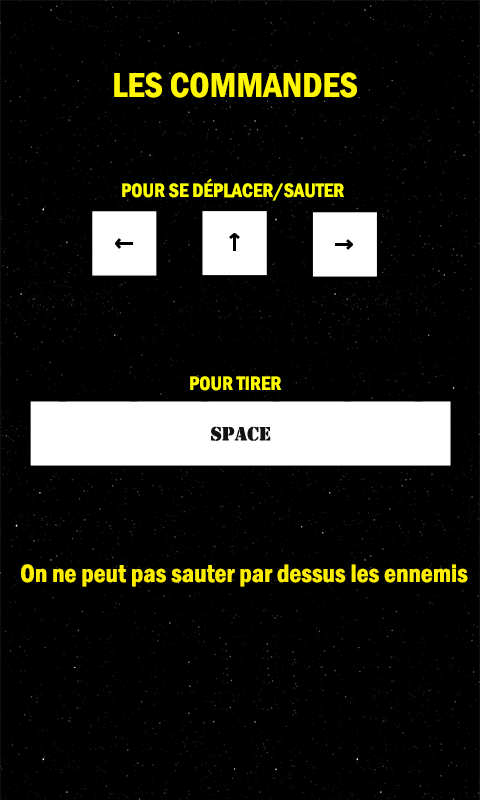 LES COMMANDES
POUR SE DÉPLACER/SAUTER
← ↑ →
POUR TIRER
SPACE
On ne peut pas sauter par dessus les ennemis